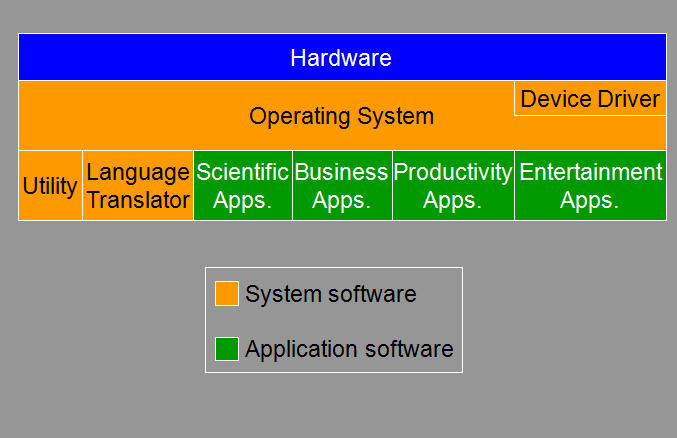 Hardware
Device Driver
Operating System
Utility
Language
Translator
Scientific
Apps.
Business
Apps.
Productivity
Apps.
Entertainment
Apps.
System software
Application software